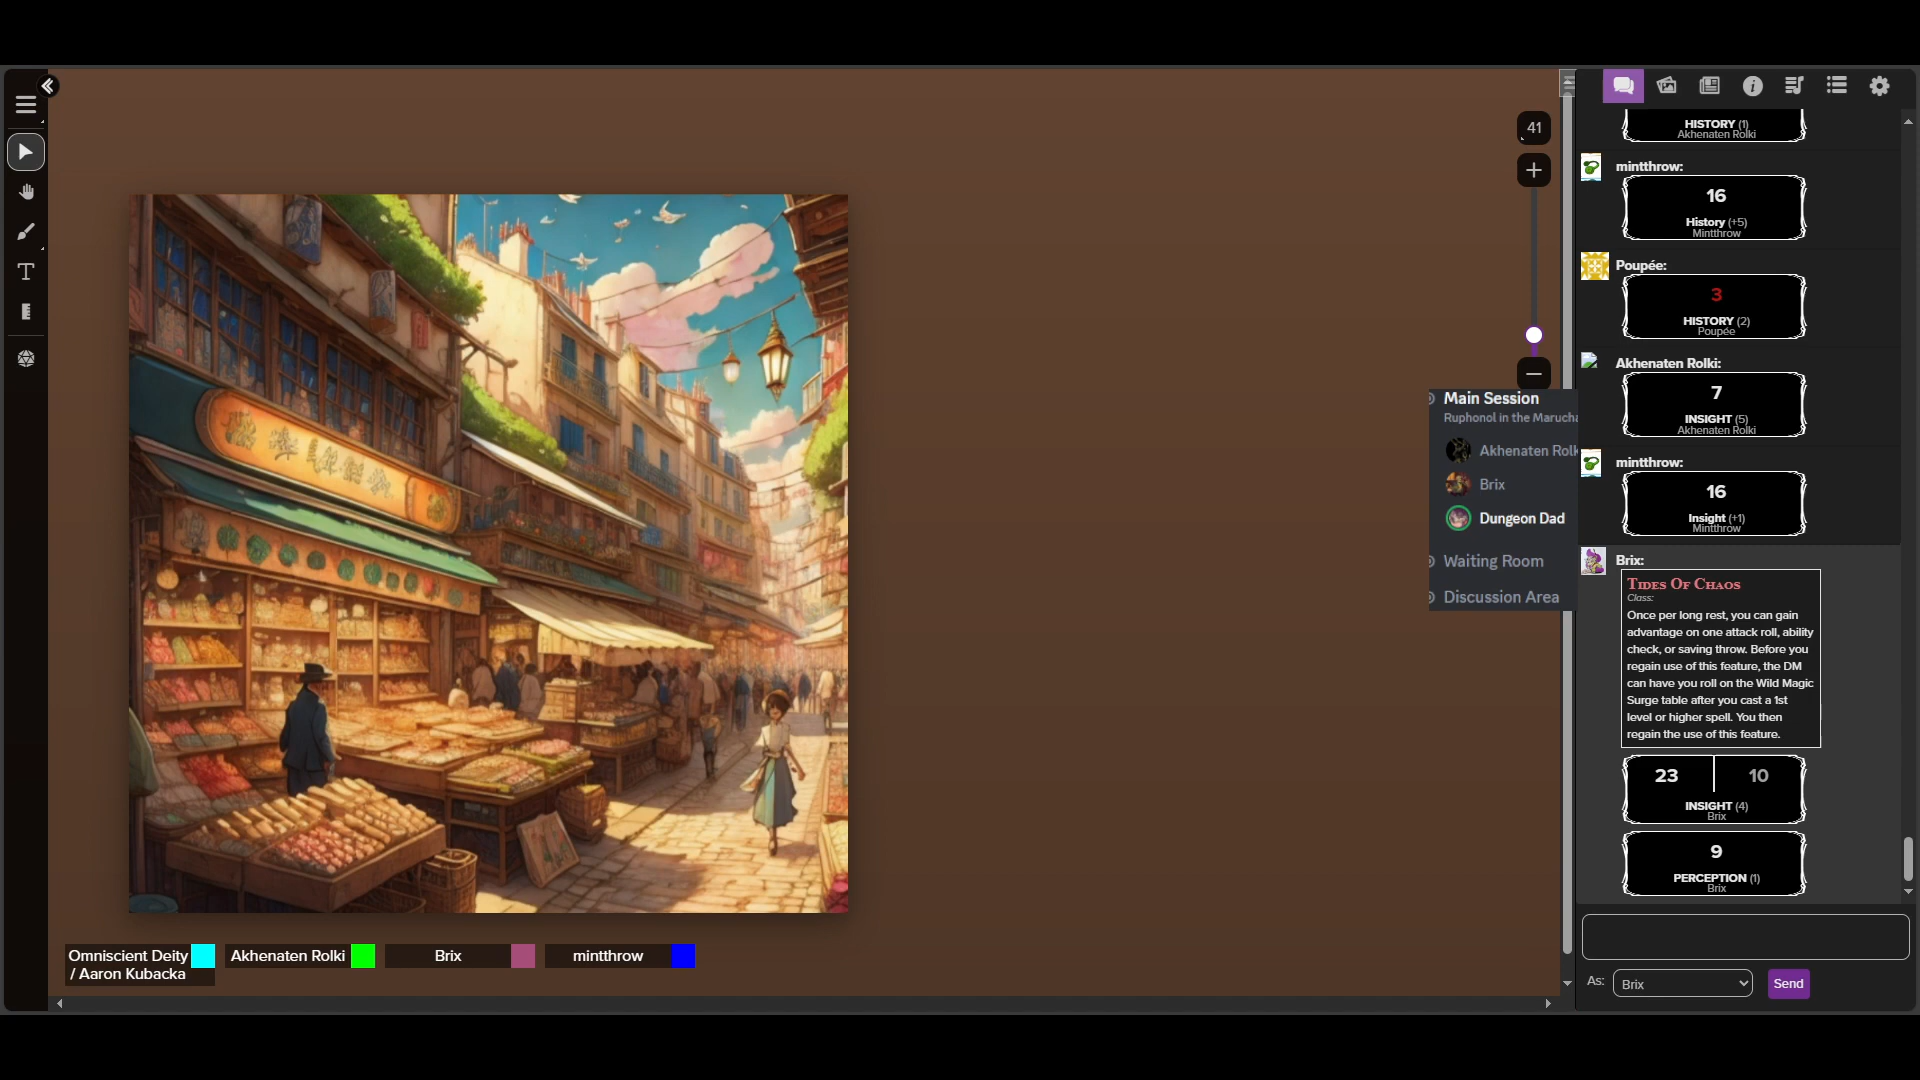 41
Main Session
Ruphonol in the Marucha
Akhenaten Rolk
Brix
Dungeon Dad
Waiting Room
Discussion Area
HISTORY (1)
Akhenaten Rolki
mintthrow:
16
History (+5)
Mintthrow
Poupée:
3
HISTORY (2)
Poupée
Akhenaten Rolki:
7
INSIGHT (5)
Akhenaten Rolki
mintthrow:
16
Insight (+1)
Mintthrow
Brix:
TIDES OF CHAOS
Class:
Once per long rest, you can gain
advantage on one attack roll, ability
check, or saving throw. Before you
regain use of this feature, the DM
can have you roll on the Wild Magic
Surge table after you cast a 1st
level or higher spell. You then
regain the use of this feature.
23 10
INSIGHT (4)
Brix
9
PERCEPTION (1)
Brix
As: Brix Send
Omniscient Deity
/ Aaron Kubacka
Akhenaten Rolki
Brix
mintthrow